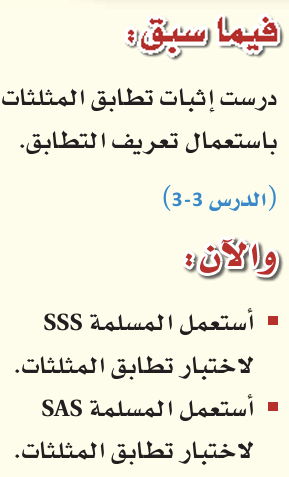 فيما سبق:
درست إثبات تطابق المثلثات
باستعمال تعريف التطابق.
(الدرس 3-3)
والآن:
▪ أستعمل المسلمة SSS
لاختبار تطابق المثلثات.
▪ أستعمل المسلمة SAS
لاختبار تطابق المثلثات.